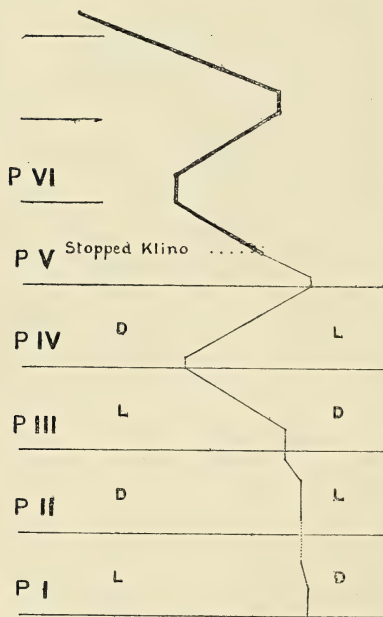 P VI
P V Stopped Klino .....
D L
P IV
L D
P III
D L
P II
L D
P I